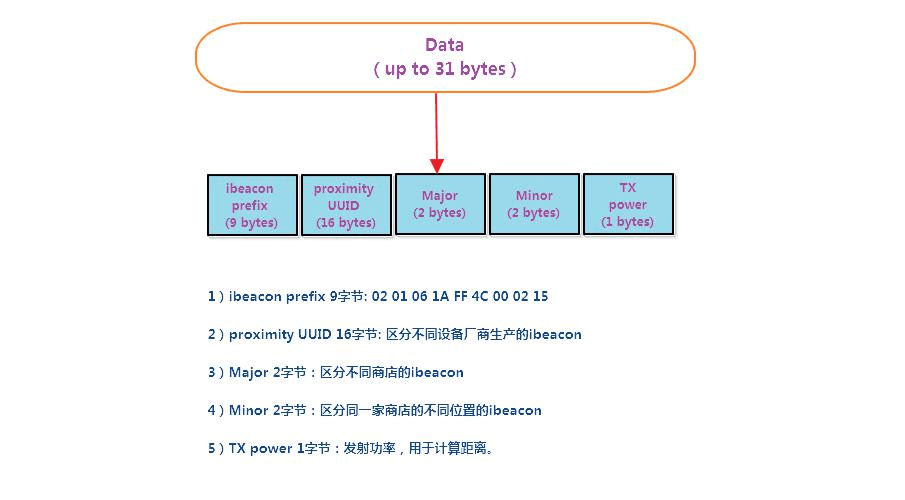 Data
（up to 31 bytes）
ibeacon
prefix
(9 bytes)
proximity
UUID
(16 bytes)
Major
(2 bytes)
Minor
(2 bytes)
TX
power
(1 bytes)
1）ibeacon prefix 9字节: 02 01 06 1A FF 4C 00 02 15
2）proximity UUID 16字节: 区分不同设备厂商生产的ibeacon
3）Major 2字节：区分不同商店的ibeacon
4）Minor 2字节：区分同一家商店的不同位置的ibeacon
5）TX power 1字节：发射功率，用于计算距离。